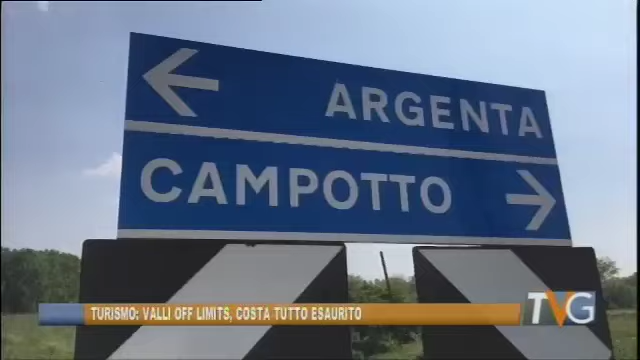 ARGENTA
CAMPOTTO
TURISMO: VALLI OFF LIMITS, COSTA TUTTO ESAURITO
TVG